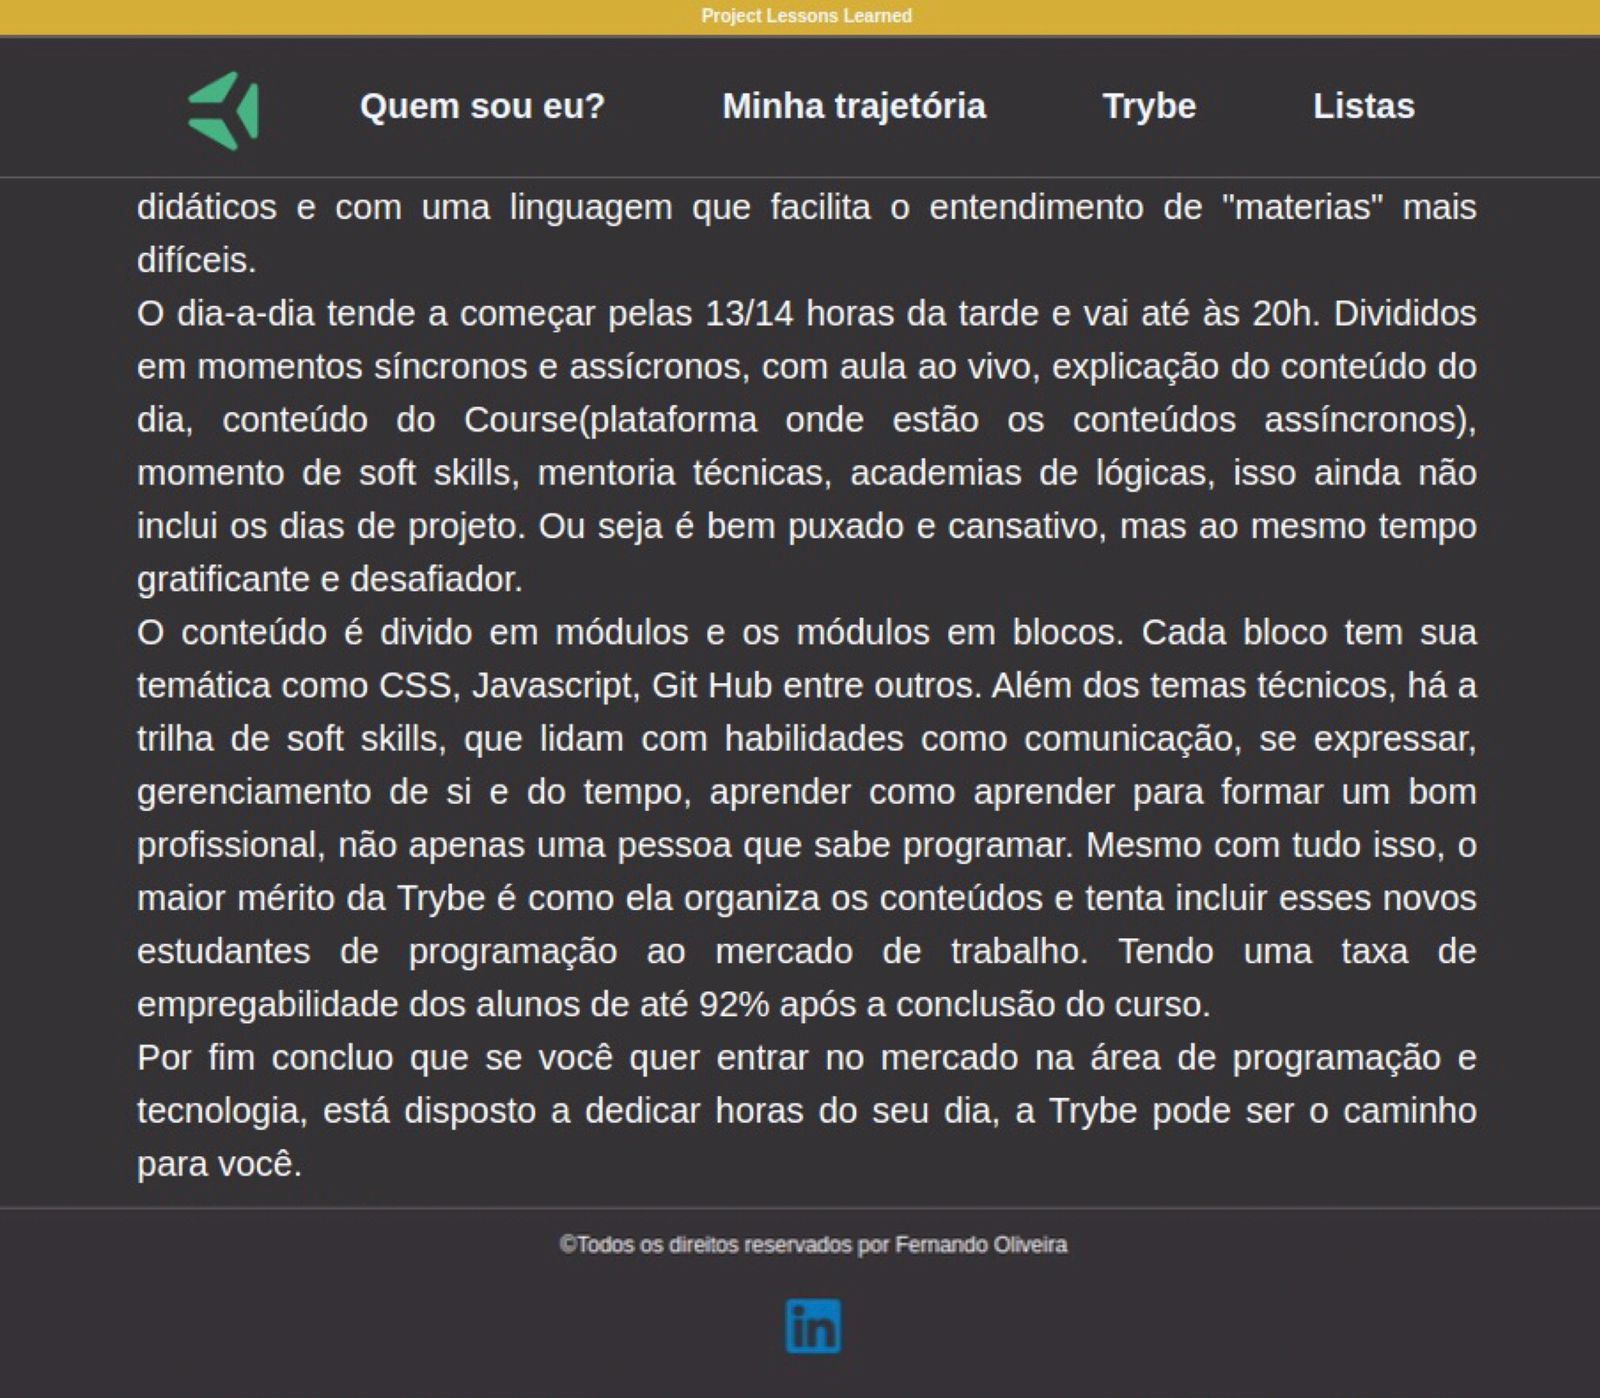 Project Lessons Learned
Quem sou eu? Minha trajetória Trybe Listas
didáticos e com uma linguagem que facilita o entendimento de "materias" mais
difíceis.
O dia-a-dia tende a começar pelas 13/14 horas da tarde e vai até às 20h. Divididos
em momentos síncronos e assícronos, com aula ao vivo, explicação do conteúdo do
dia, conteúdo do Course(plataforma onde estão os conteúdos assíncronos),
momento de soft skills, mentoria técnicas, academias de lógicas, isso ainda não
inclui os dias de projeto. Ou seja é bem puxado e cansativo, mas ao mesmo tempo
gratificante e desafiador.
O conteúdo é divido em módulos e os módulos em blocos. Cada bloco tem sua
temática como CSS, Javascript, Git Hub entre outros. Além dos temas técnicos, há a
trilha de soft skills, que lidam com habilidades como comunicação, se expressar,
gerenciamento de si e do tempo, aprender como aprender para formar um bom
profissional, não apenas uma pessoa que sabe programar. Mesmo com tudo isso, o
maior mérito da Trybe é como ela organiza os conteúdos e tenta incluir esses novos
estudantes de programação ao mercado de trabalho. Tendo uma taxa de
empregabilidade dos alunos de até 92% após a conclusão do curso.
Por fim concluo que se você quer entrar no mercado na área de programação e
tecnologia, está disposto a dedicar horas do seu dia, a Trybe pode ser o caminho
para você.
©Todos os direitos reservados por Fernando Oliveira
in